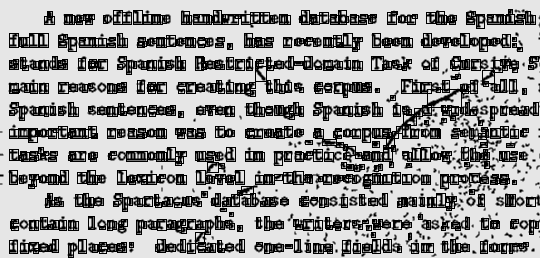 A new offline handwritten database for the Spanish
full Spanish sentences, has recently been developed:
stands for Spanish Restricted-domain Task of Cursive S
main reasons for creating this corpus. First of all,
Spanish sentences, even though Spanish is a widespread
important reason was to create a corpus from semantic
tasks are commonly used in practice and allow the use
beyond the lexicon level in the recognition process.
As the Spartacus database consisted mainly of short
contain long paragraphs, the writers were asked to cop
fixed places: dedicated one-line fields in the forms.